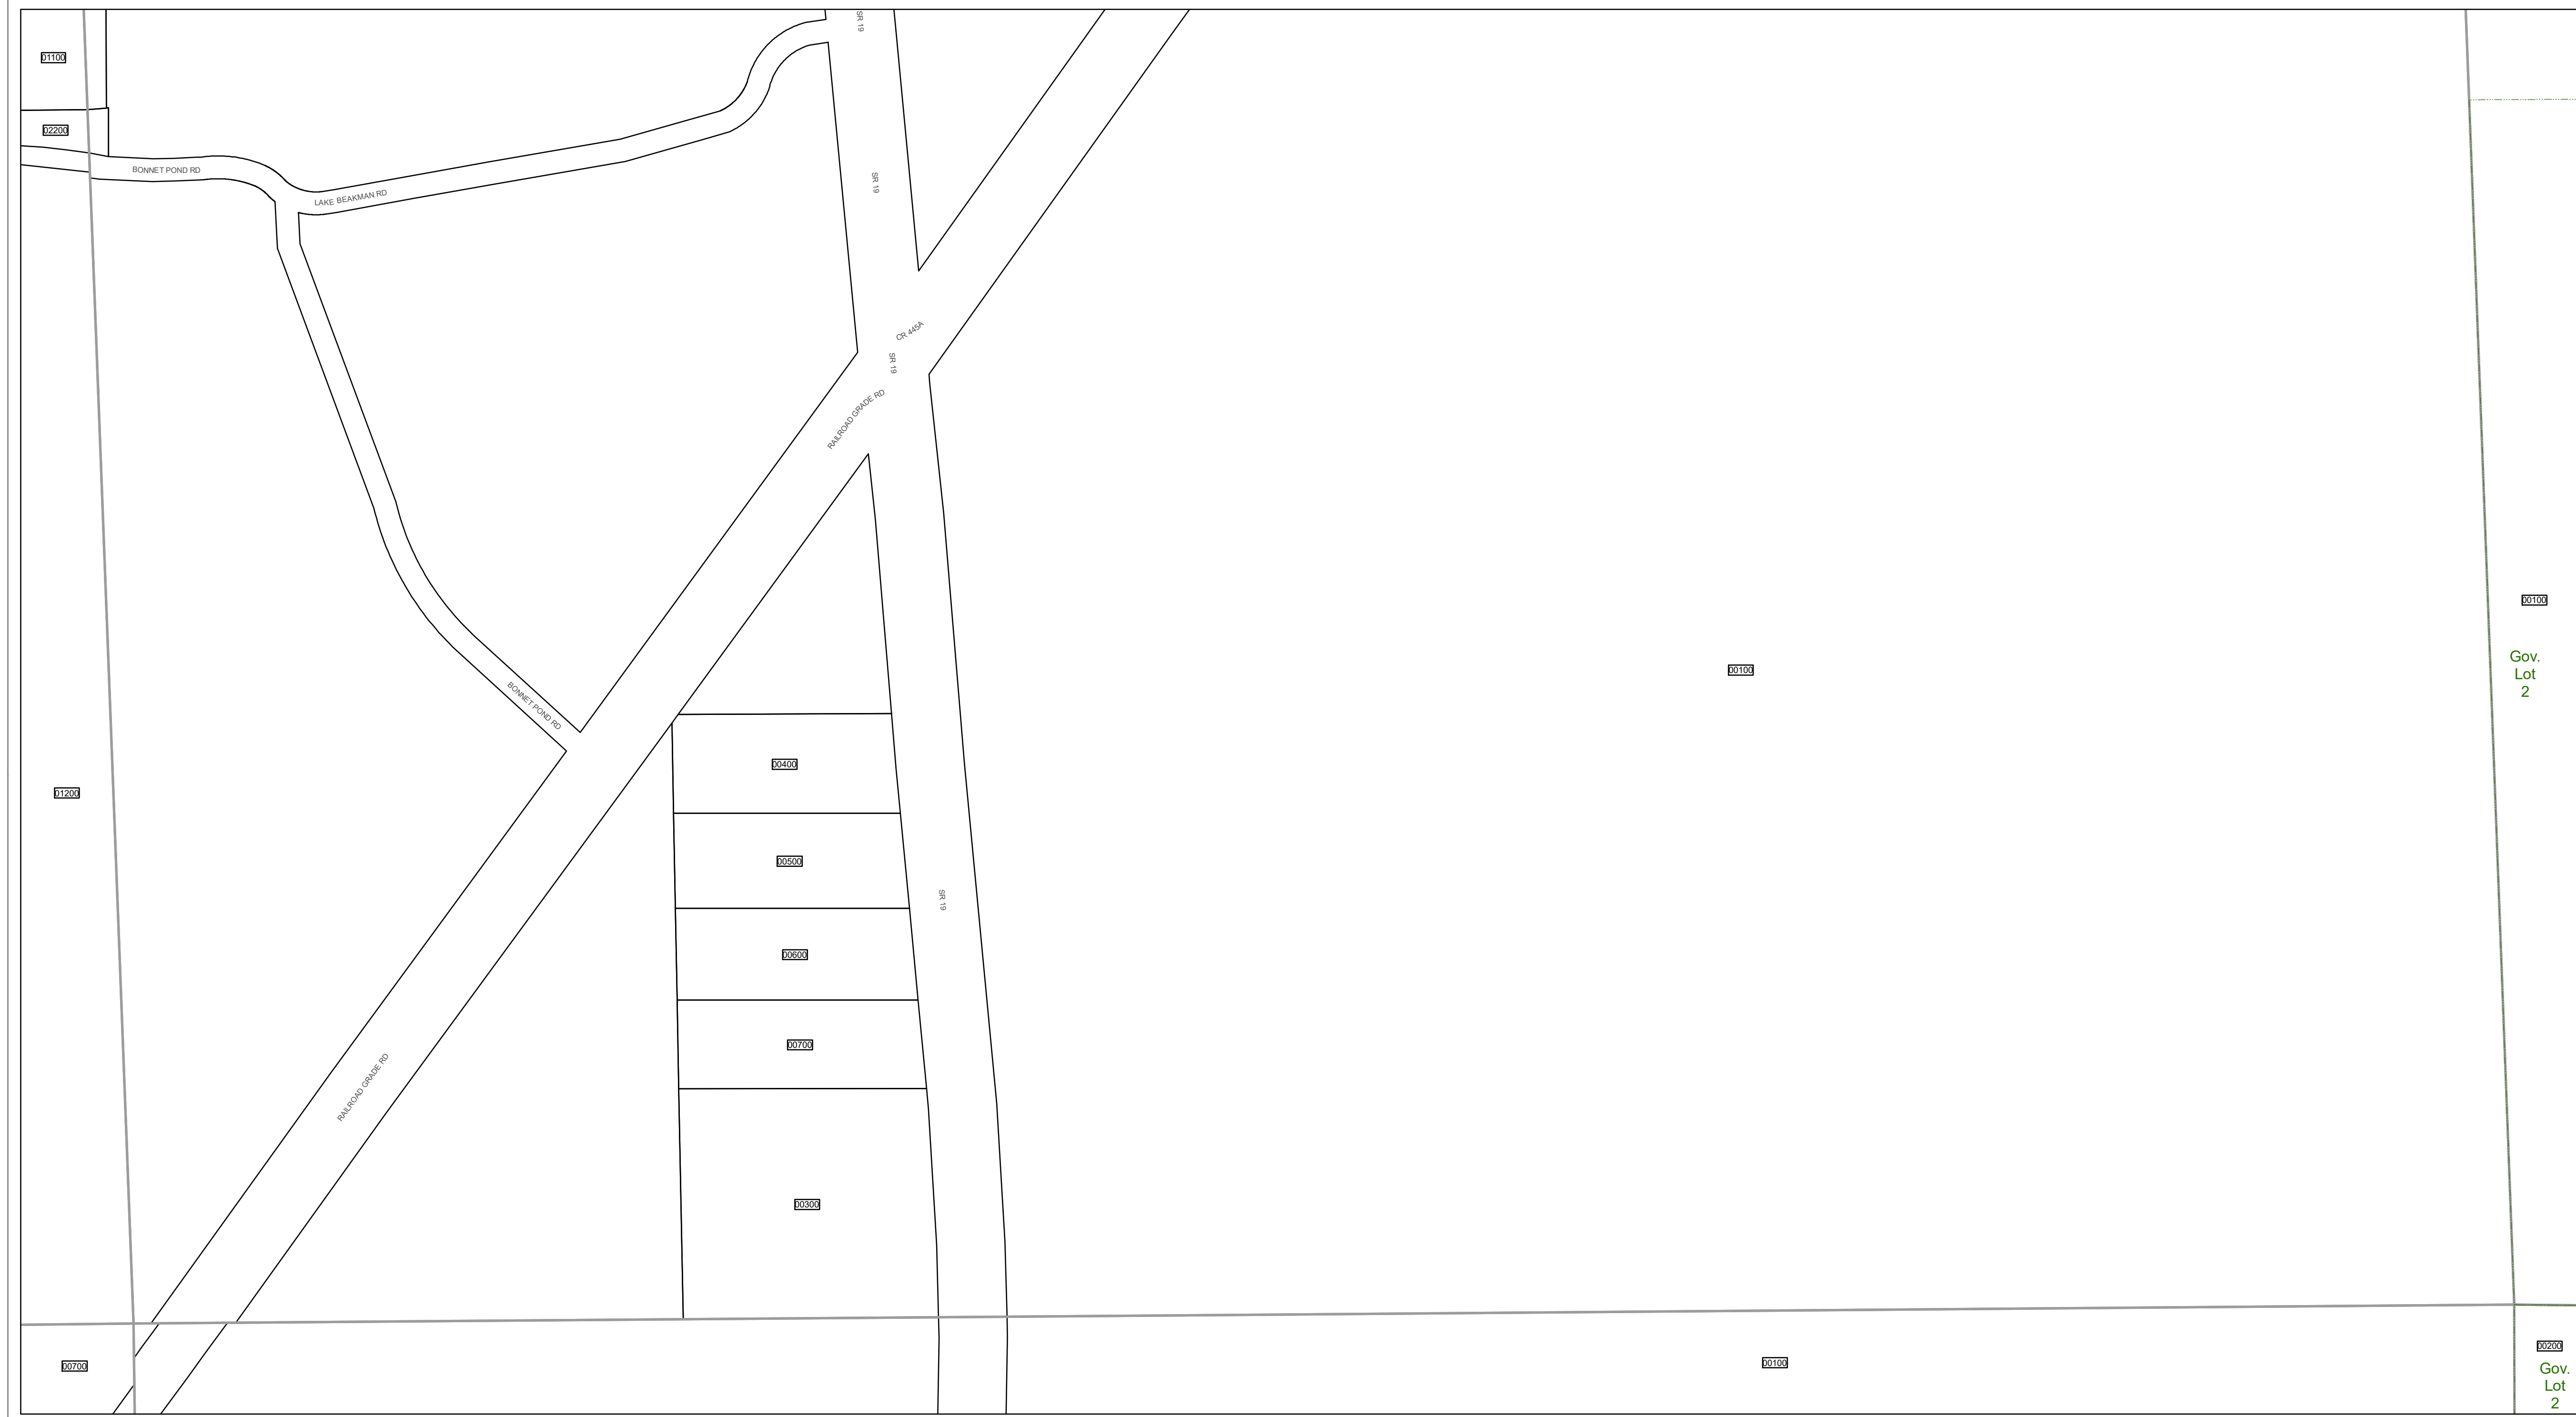 SR 19
01100
02200
BONNET POND RD
SR 19
LAKE BEAKMAN RD
CR 445A
SR 19
RAILROAD GRADE RD
00100
Gov.
Lot
2
00100
BONNET POND RD
00400
01200
00500
SR 19
00600
00700
RAILROAD GRADE RD
00300
00200
00700
00100
Gov.
Lot
2